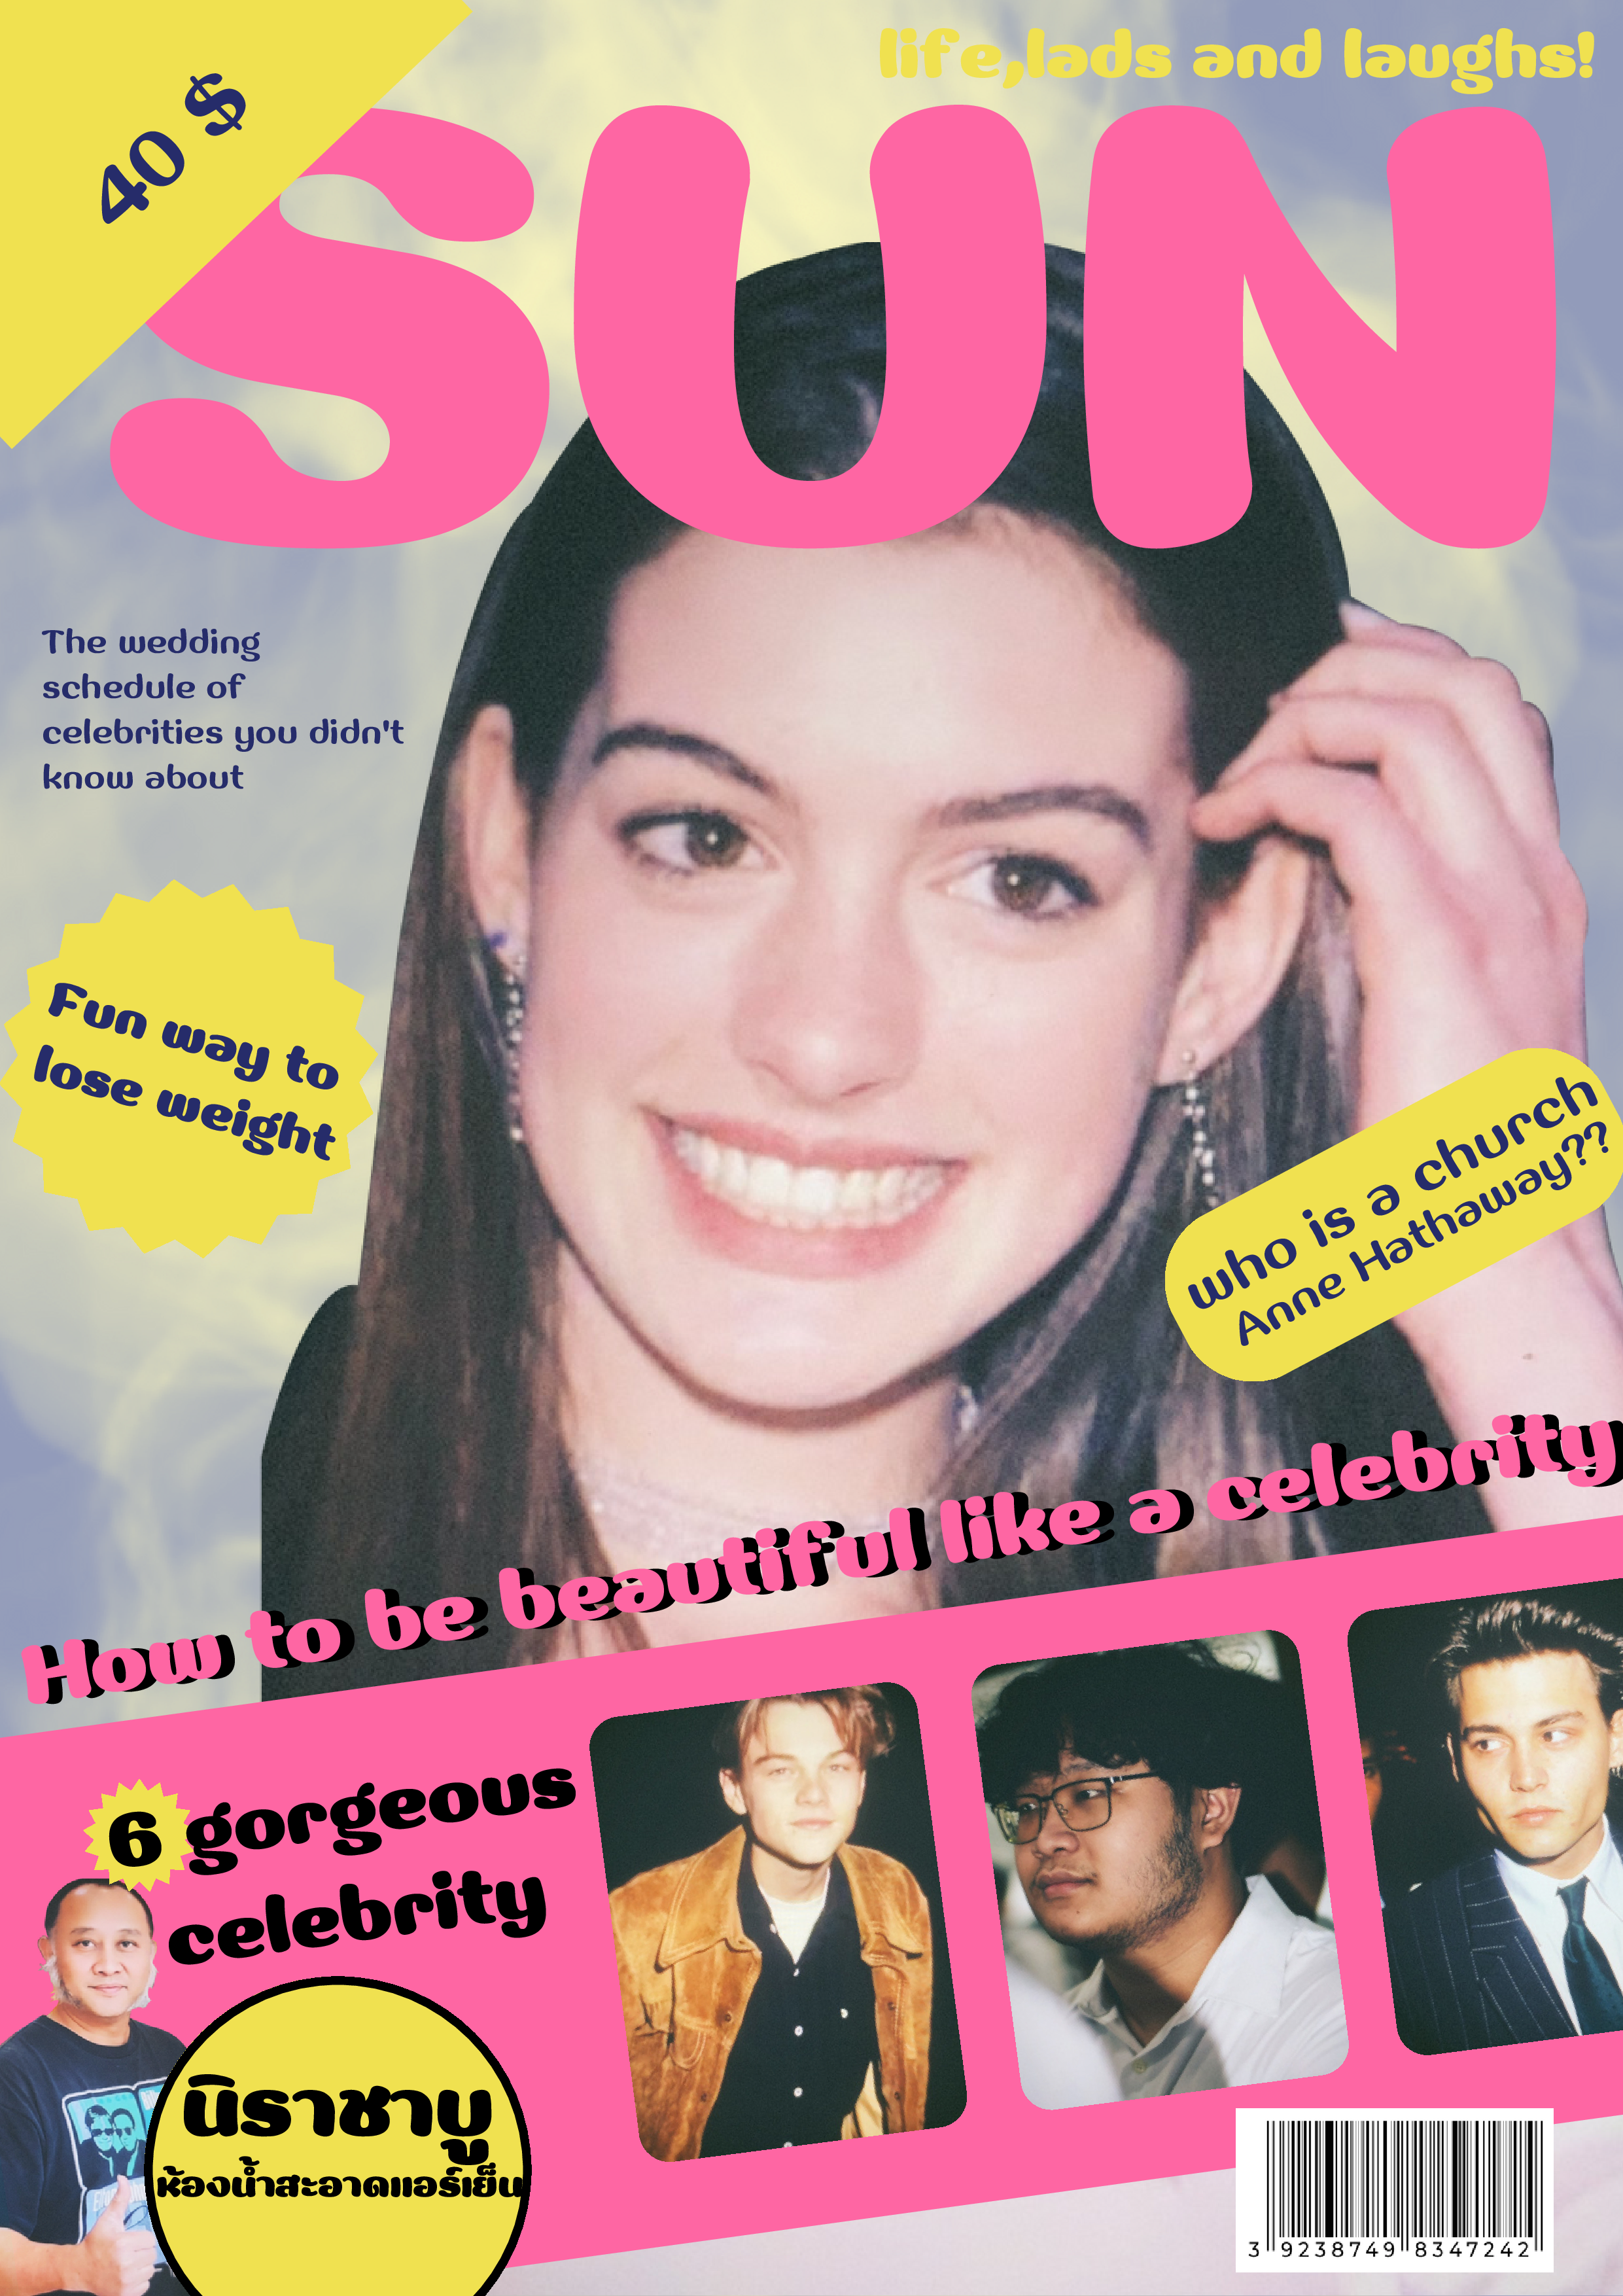 life,lads and laughs!
40 $
SUN
The wedding
schedule of
celebrities you didn't
know about
Fun way to
lose weight
who is a church
Anne Hathaway??
How to be beautiful like a celebrity
6 gorgeous
celebrity
นิราชาบู
ห้องน้ำสะอาดแอร์เย็น
3 9238749 8347242